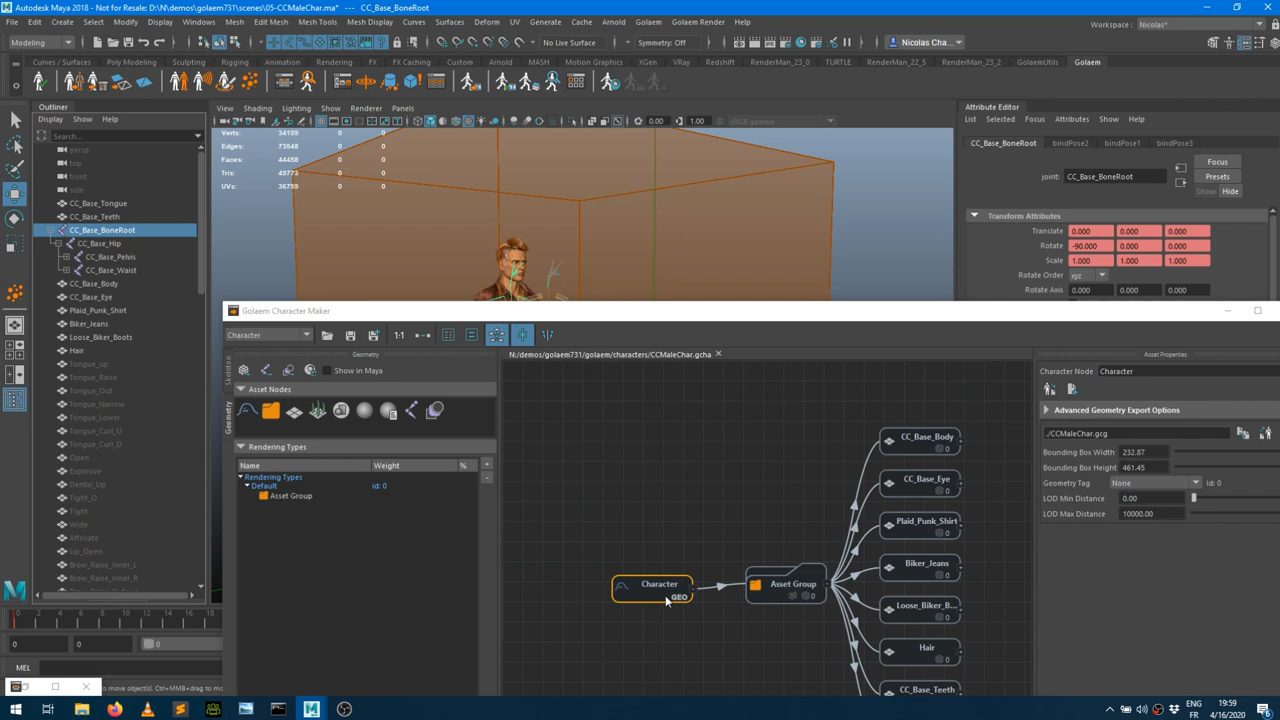 Autodesk Maya 2018 - Not for Resale: D:\N\demos\golaem731\scenes\05-CCMaleChar.ma* --- CC_Base_BoneRoot
File Edit Create Select Modify Display Windows Mesh Edit Mesh Mesh Tools Mesh Display Curves Surfaces Deform UV Generate Cache Arnold Golaem Golaem Render Help
Workspace : Nicolas*
Modeling
No Live Surface
Symmetry: Off
Nicolas Cha...
Curves / Surfaces Poly Modeling Sculpting Rigging Animation Rendering FX FX Caching Custom Arnold MASH Motion Graphics XGen VRay Redshift RenderMan_23_0 TURTLE RenderMan_22_5 RenderMan_23_2 GolaemUtils Golaem
Outliner
Display Show Help
Search...
persp
top
front
side
CC_Base_Tongue
CC_Base_Teeth
CC_Base_BoneRoot
CC_Base_Hip
CC_Base_Pelvis
CC_Base_Waist
CC_Base_Body
CC_Base_Eye
Plaid_Punk_Shirt
Biker_Jeans
Loose_Biker_Boots
Hair
Tongue_up
Tongue_Raise
Tongue_Out
Tongue_Narrow
Tongue_Lower
Tongue_Curl_U
Tongue_Curl_D
Open
Explosive
Dental_Lip
Tight_O
Tight
Wide
Affricate
Lip_Open
Brow_Raise_Inner_L
Brow_Raise_Inner_R
View Shading Lighting Show Renderer Panels
0.00 1.00 sRGB gamma
Verts: 34109 0 0
Edges: 73548 0 0
Faces: 44458 0 0
Tris: 49773 0 0
UVs: 36759 0 0
Attribute Editor
List Selected Focus Attributes Show Help
CC_Base_BoneRoot bindPose2 bindPose1 bindPose3
joint: CC_Base_BoneRoot
Focus
Presets
Show Hide
Transform Attributes
Translate 0.000 0.000 0.000
Rotate -90.000 0.000 0.000
Scale 1.000 1.000 1.000
Rotate Order xyz
Rotate Axis 0.000 0.000 0.000
Golaem Character Maker
Character
1:1
Geometry
Show in Maya
Skeleton
Geometry
Asset Nodes
Rendering Types
Name Weight %
Rendering Types
Default id: 0
Asset Group
N:/demos/golaem731/golaem/characters/CCMaleChar.gcha
Character
GEO
Asset Group
0
CC_Base_Body
0
CC_Base_Eye
0
Plaid_Punk_Shirt
0
Biker_Jeans
0
Loose_Biker_B...
0
Hair
0
CC_Base_Teeth
Asset Properties
Character Node Character
Advanced Geometry Export Options
./CCMaleChar.gcg
Bounding Box Width 232.87
Bounding Box Height 461.45
Geometry Tag None Id: 0
LOD Min Distance 0.00
LOD Max Distance 10000.00
0
0 0 0
MEL
to move object(s). Ctrl+MMB+drag to
ENG
FR
19:59
4/16/2020